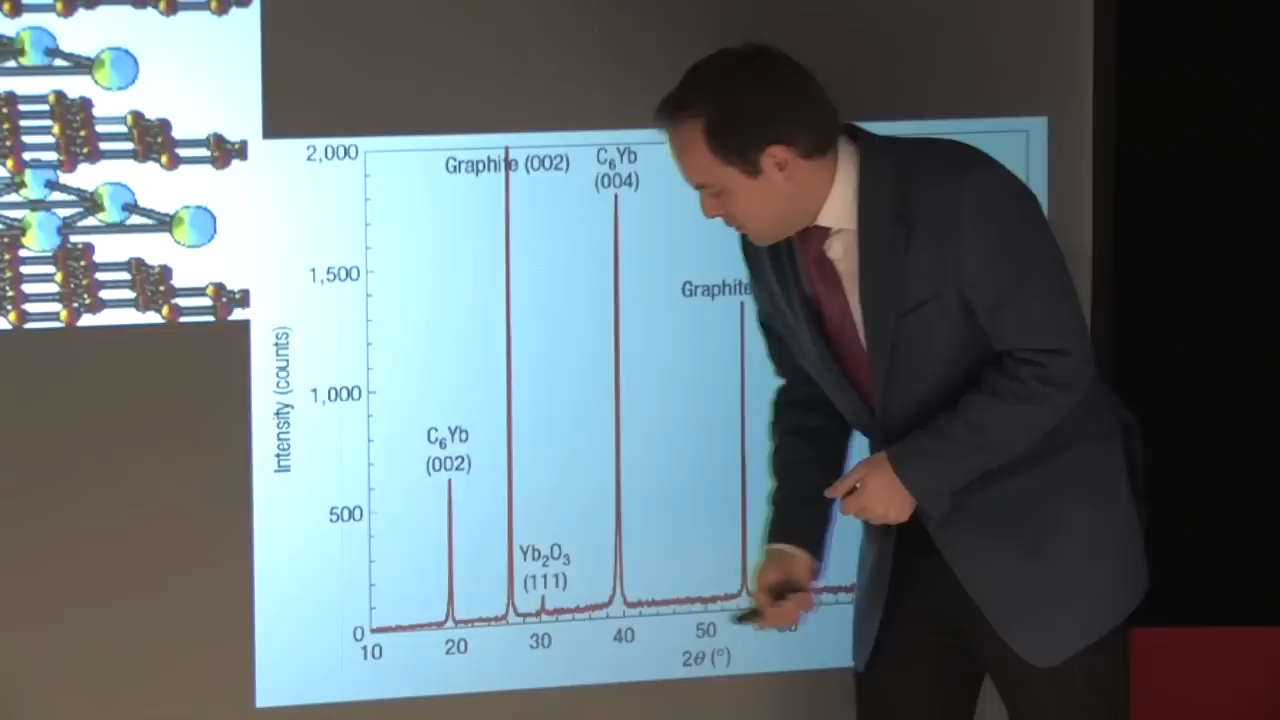 2,000
Graphite (002)
C₆Yb
(004)
1,500
Graphite
Intensity (counts)
1,000
C₆Yb
(002)
500
Yb₂O₃
(111)
0
10
20
30
40
50
2θ (°)